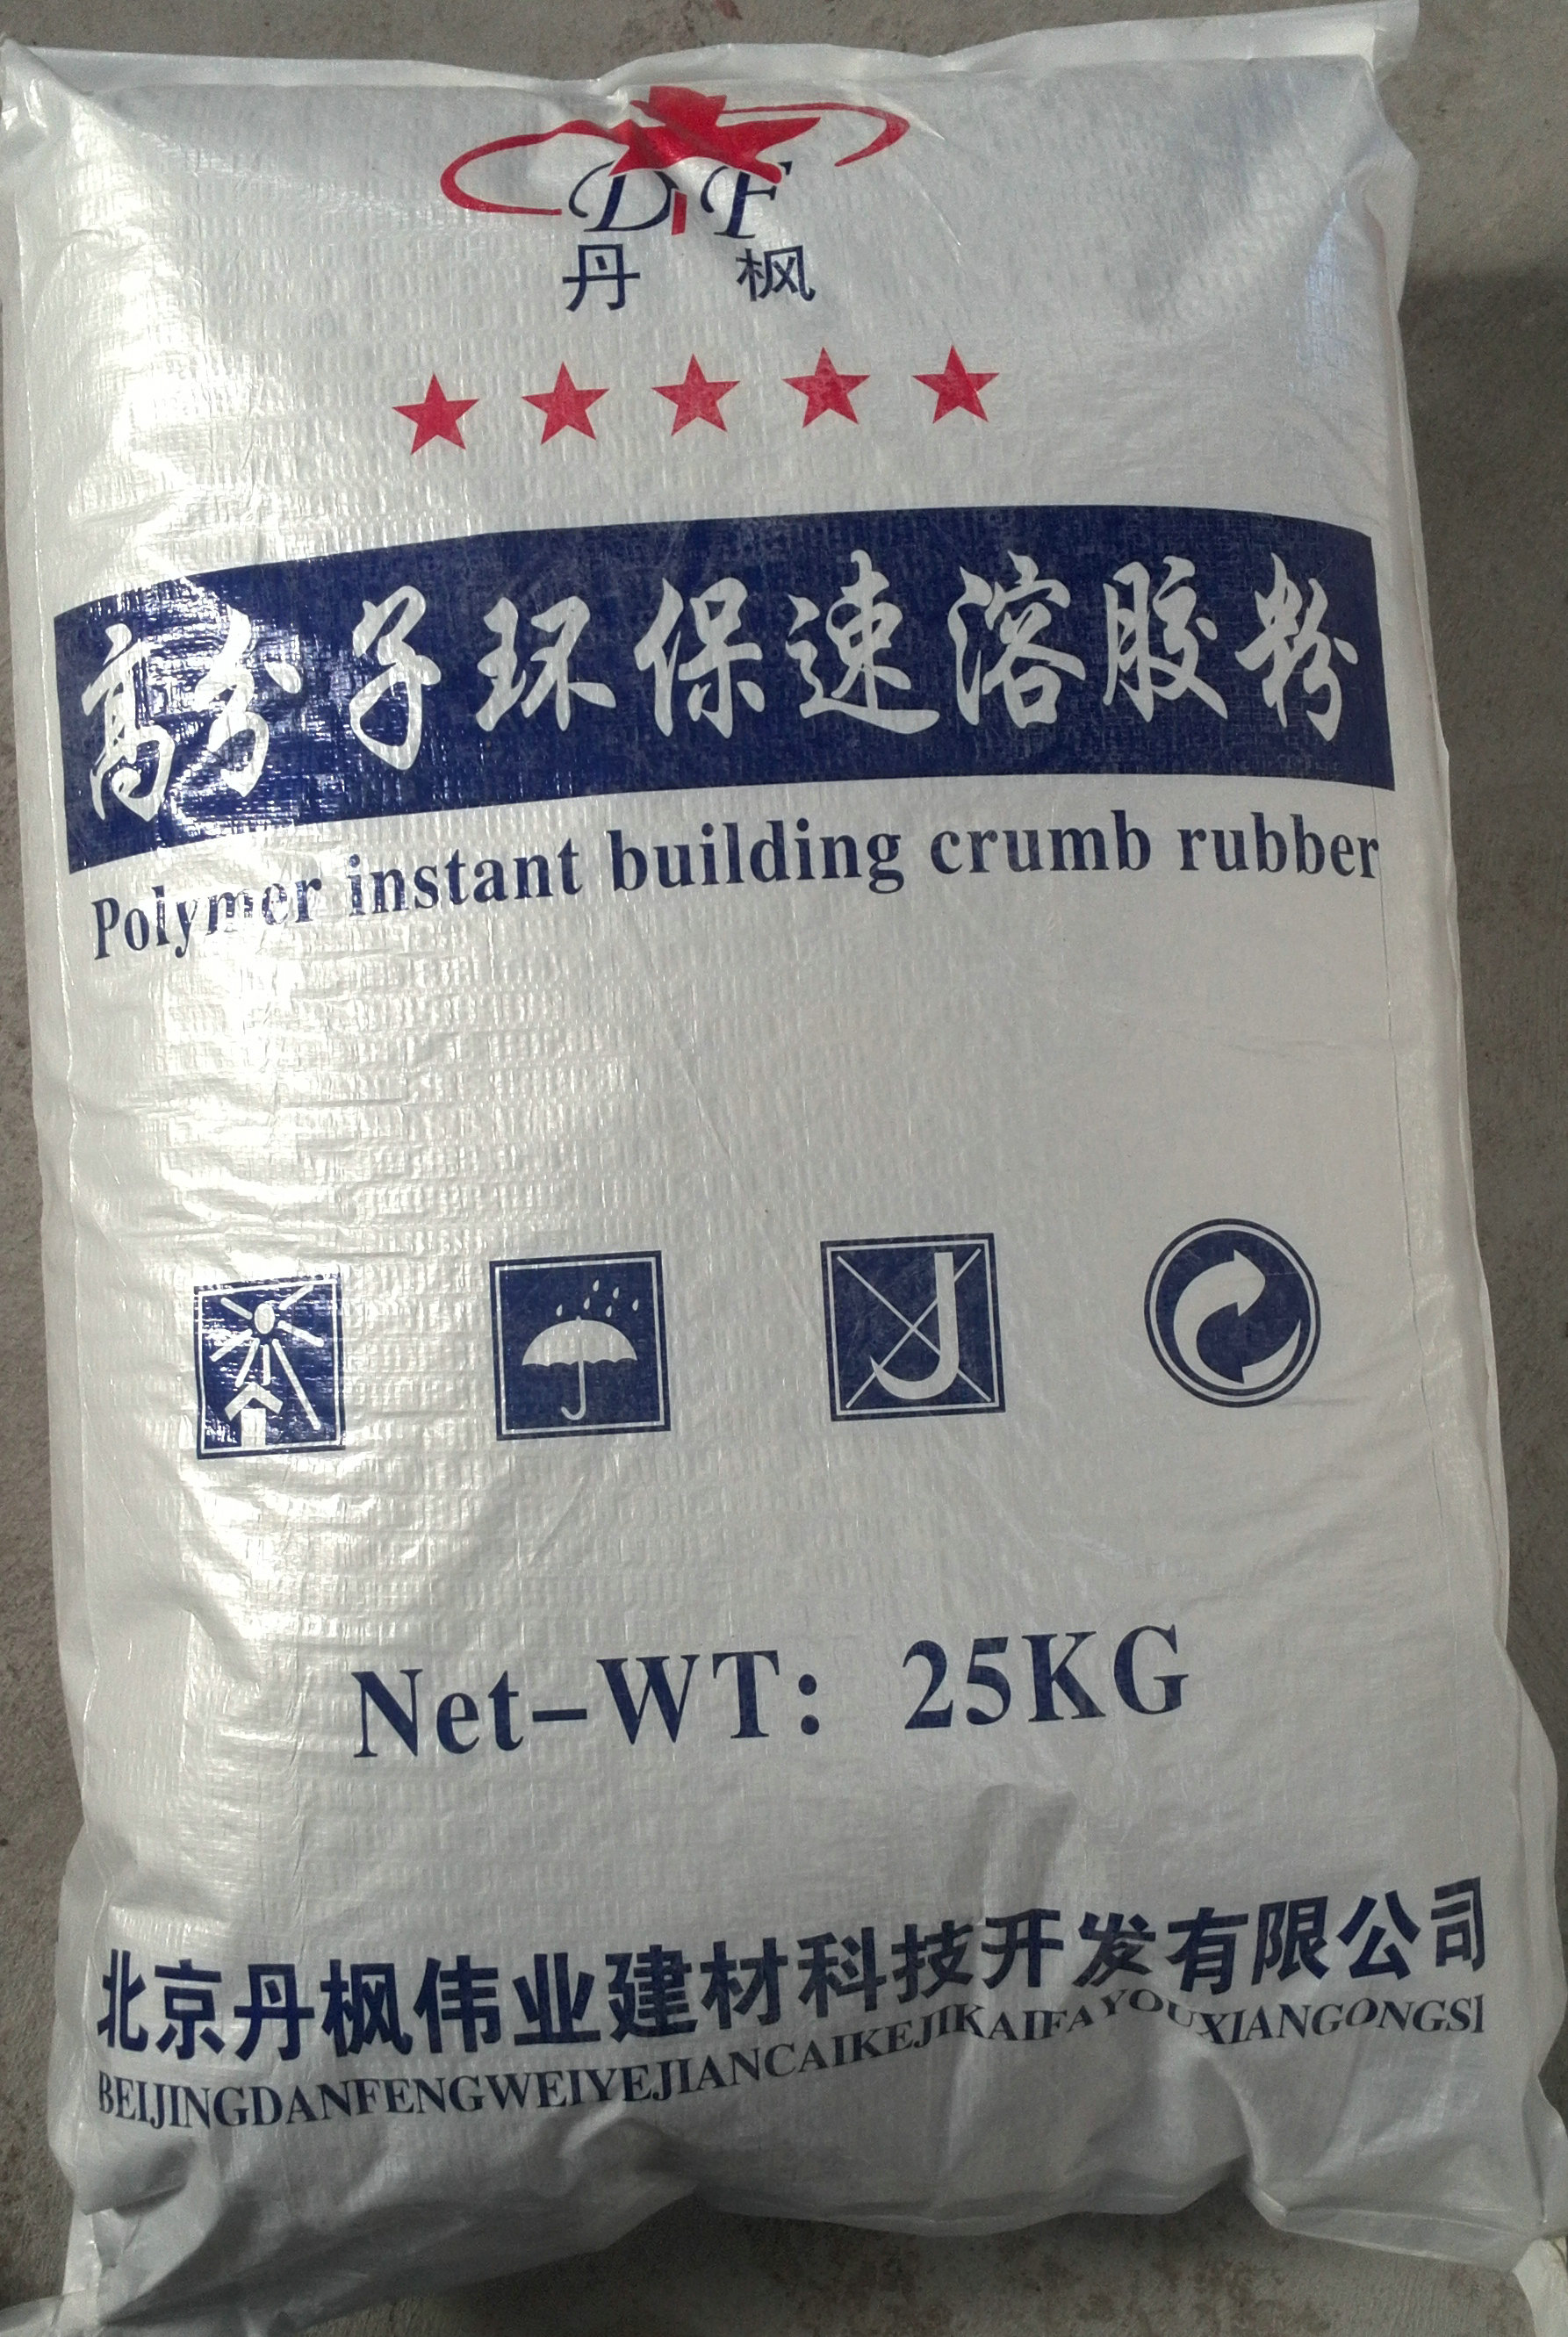 DF
丹枫
高分子环保速溶胶粉
Polymer instant building crumb rubber
Net-WT: 25KG
北京丹枫伟业建材科技开发有限公司
BEIJINGDANFENGWEIYEJIANCAIKEJIKAIFAYOUXIANGONGSI